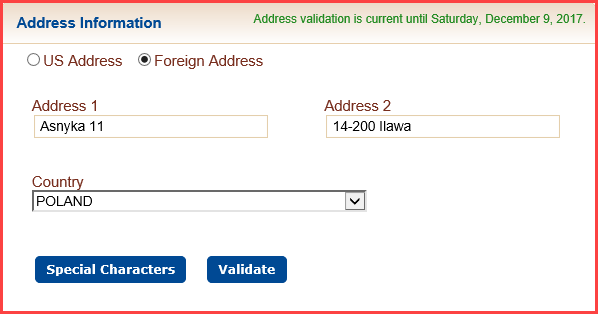 Address Information
Address validation is current until Saturday, December 9, 2017.
US Address Foreign Address
Address 1 Address 2
Asnyka 11 14-200 Ilawa
Country
POLAND
Special Characters Validate